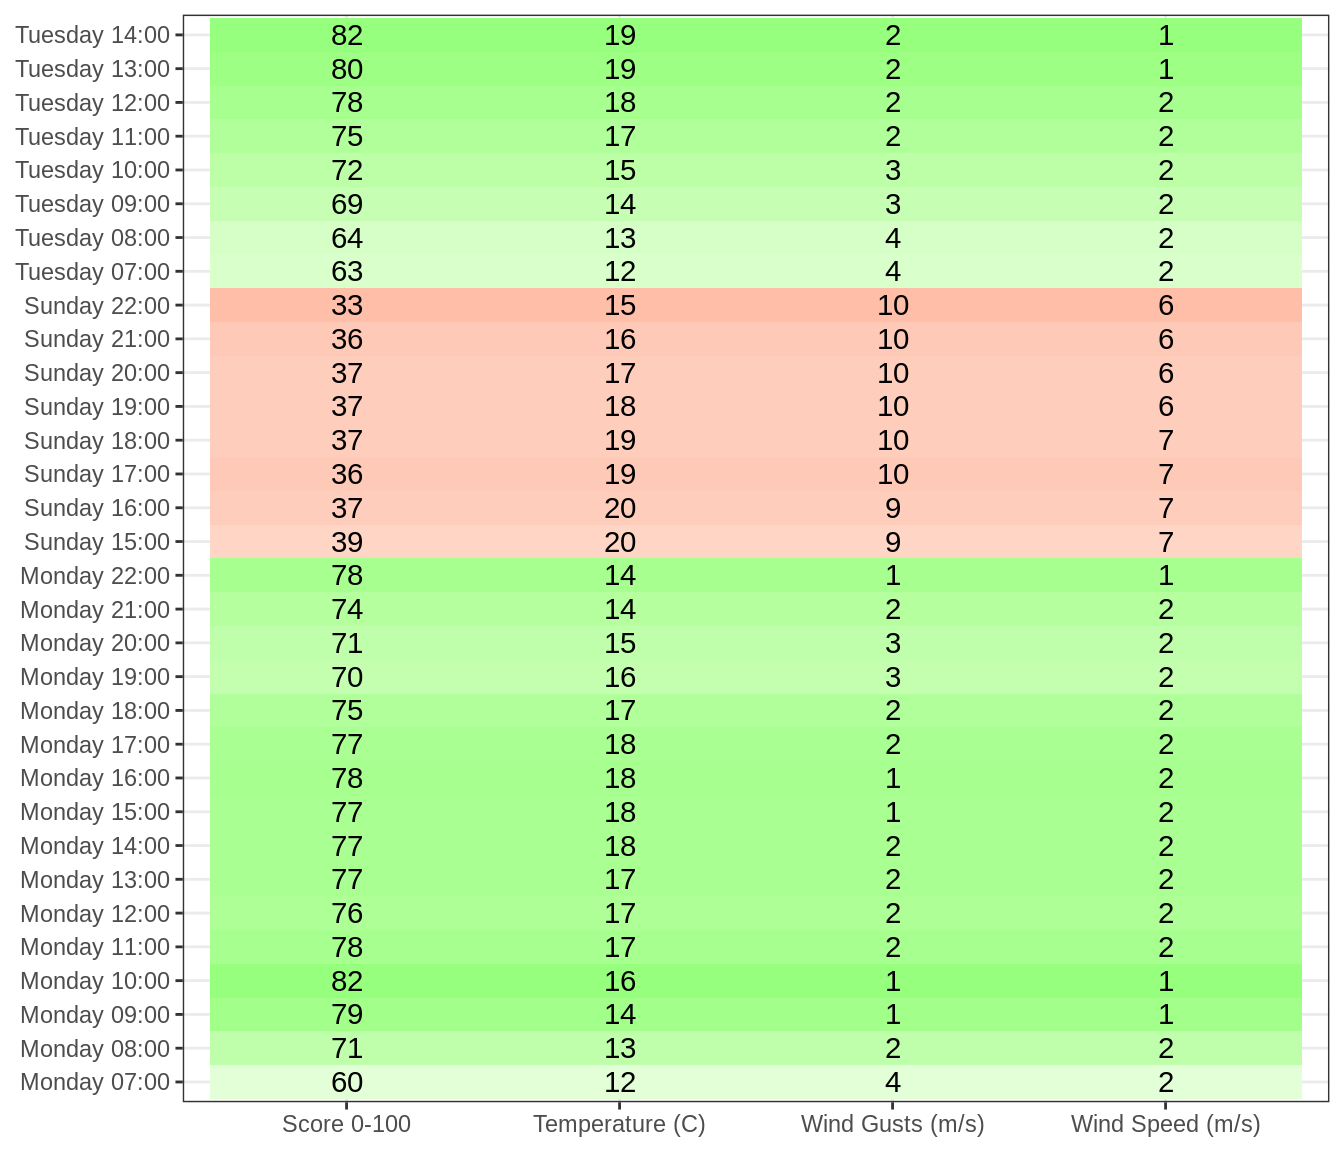 Tuesday 14:00 82 19 2 1
Tuesday 13:00 80 19 2 1
Tuesday 12:00 78 18 2 2
Tuesday 11:00 75 17 2 2
Tuesday 10:00 72 15 3 2
Tuesday 09:00 69 14 3 2
Tuesday 08:00 64 13 4 2
Tuesday 07:00 63 12 4 2
Sunday 22:00 33 15 10 6
Sunday 21:00 36 16 10 6
Sunday 20:00 37 17 10 6
Sunday 19:00 37 18 10 6
Sunday 18:00 37 19 10 7
Sunday 17:00 36 19 10 7
Sunday 16:00 37 20 9 7
Sunday 15:00 39 20 9 7
Monday 22:00 78 14 1 1
Monday 21:00 74 14 2 2
Monday 20:00 71 15 3 2
Monday 19:00 70 16 3 2
Monday 18:00 75 17 2 2
Monday 17:00 77 18 2 2
Monday 16:00 78 18 1 2
Monday 15:00 77 18 1 2
Monday 14:00 77 18 2 2
Monday 13:00 77 17 2 2
Monday 12:00 76 17 2 2
Monday 11:00 78 17 2 2
Monday 10:00 82 16 1 1
Monday 09:00 79 14 1 1
Monday 08:00 71 13 2 2
Monday 07:00 60 12 4 2
Score 0-100 Temperature (C) Wind Gusts (m/s) Wind Speed (m/s)